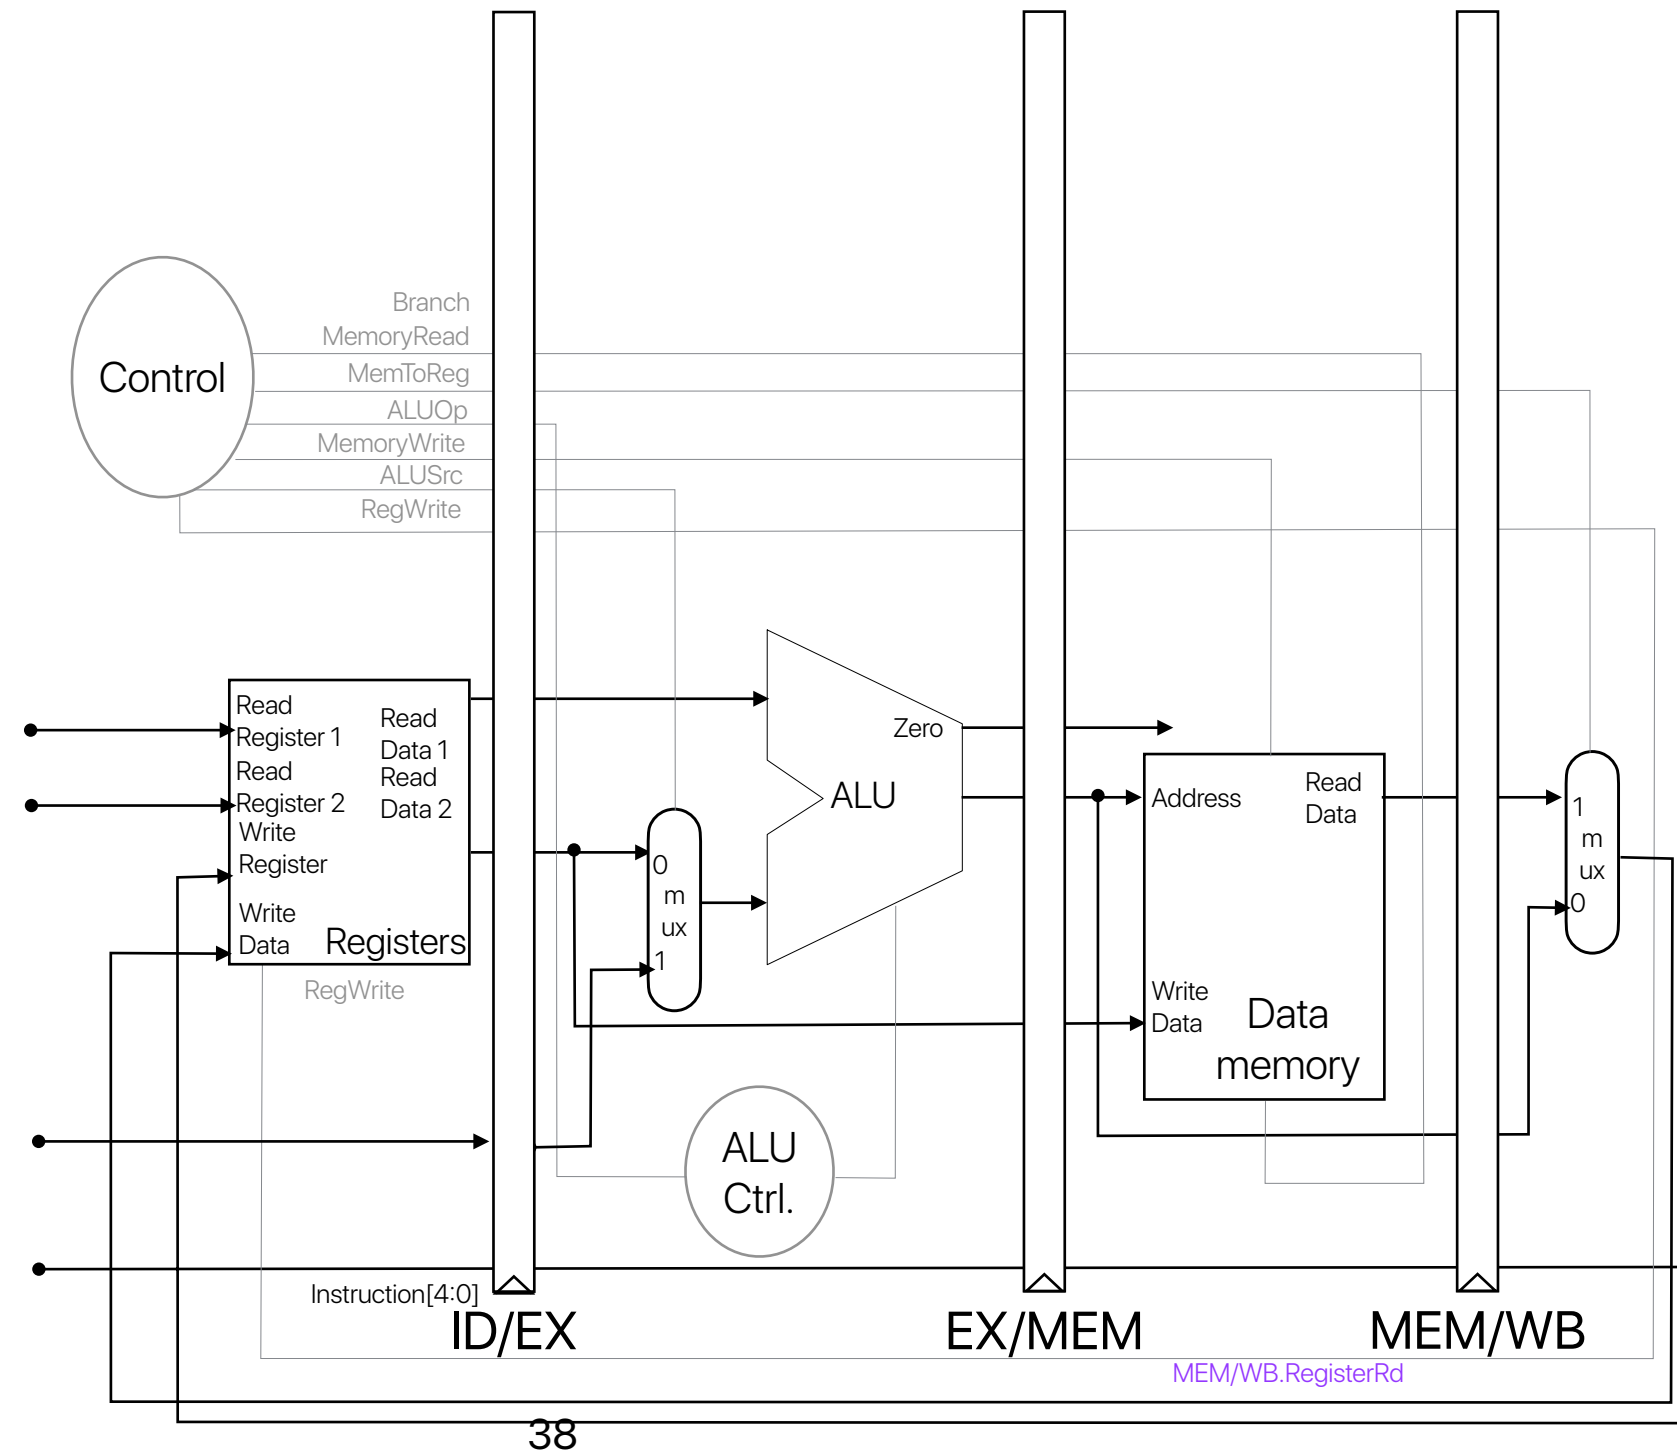 Branch
MemoryRead
Control
MemToReg
ALUOp
MemoryWrite
ALUSrc
RegWrite
Read
Register 1
Read
Register 2
Write
Register
Write
Data
Read
Data 1
Read
Data 2
Registers
RegWrite
0
m
ux
1
Zero
ALU
ALU
Ctrl.
Address
Read
Data
Write
Data
Data
memory
1
m
ux
0
Instruction[4:0]
ID/EX
EX/MEM
MEM/WB
MEM/WB.RegisterRd
38